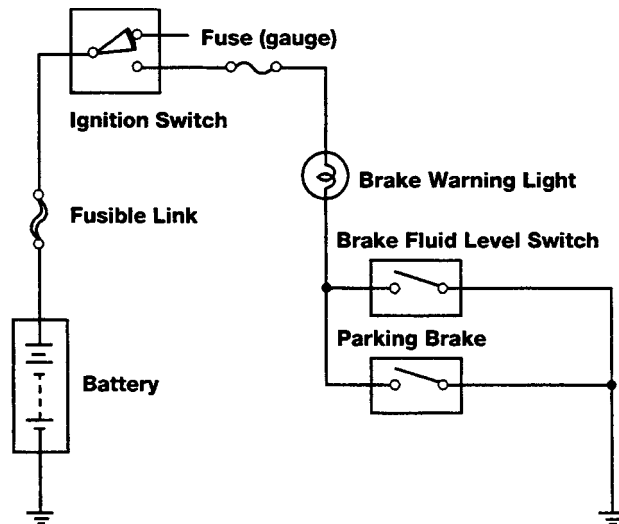 Fuse (gauge)
Ignition Switch
Brake Warning Light
Fusible Link
Brake Fluid Level Switch
Parking Brake
Battery